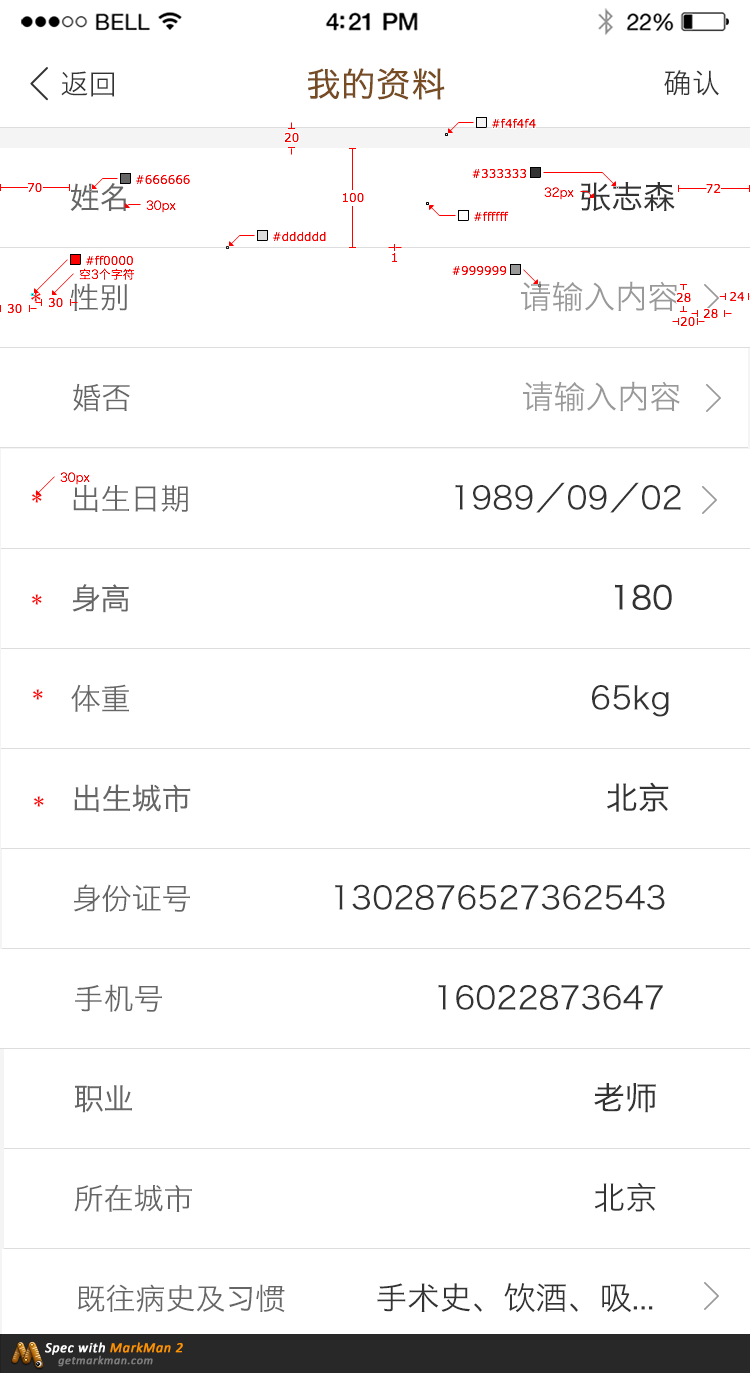 BELL 4:21 PM 22%
返回 我的资料 确认
#f4f4f4
20
#666666 #333333
70 姓名 30px 100 32px 张志森 72
#ffffff
#dddddd
1
#ff0000 #999999
空3个字符
30 * 30 性别 请输入内容 28 24
20 28
婚否 请输入内容
30px
* 出生日期 1989／09／02
* 身高 180
* 体重 65kg
* 出生城市 北京
身份证号 1302876527362543
手机号 16022873647
职业 老师
所在城市 北京
既往病史及习惯 手术史、饮酒、吸...
Spec with MarkMan 2
getmarkman.com